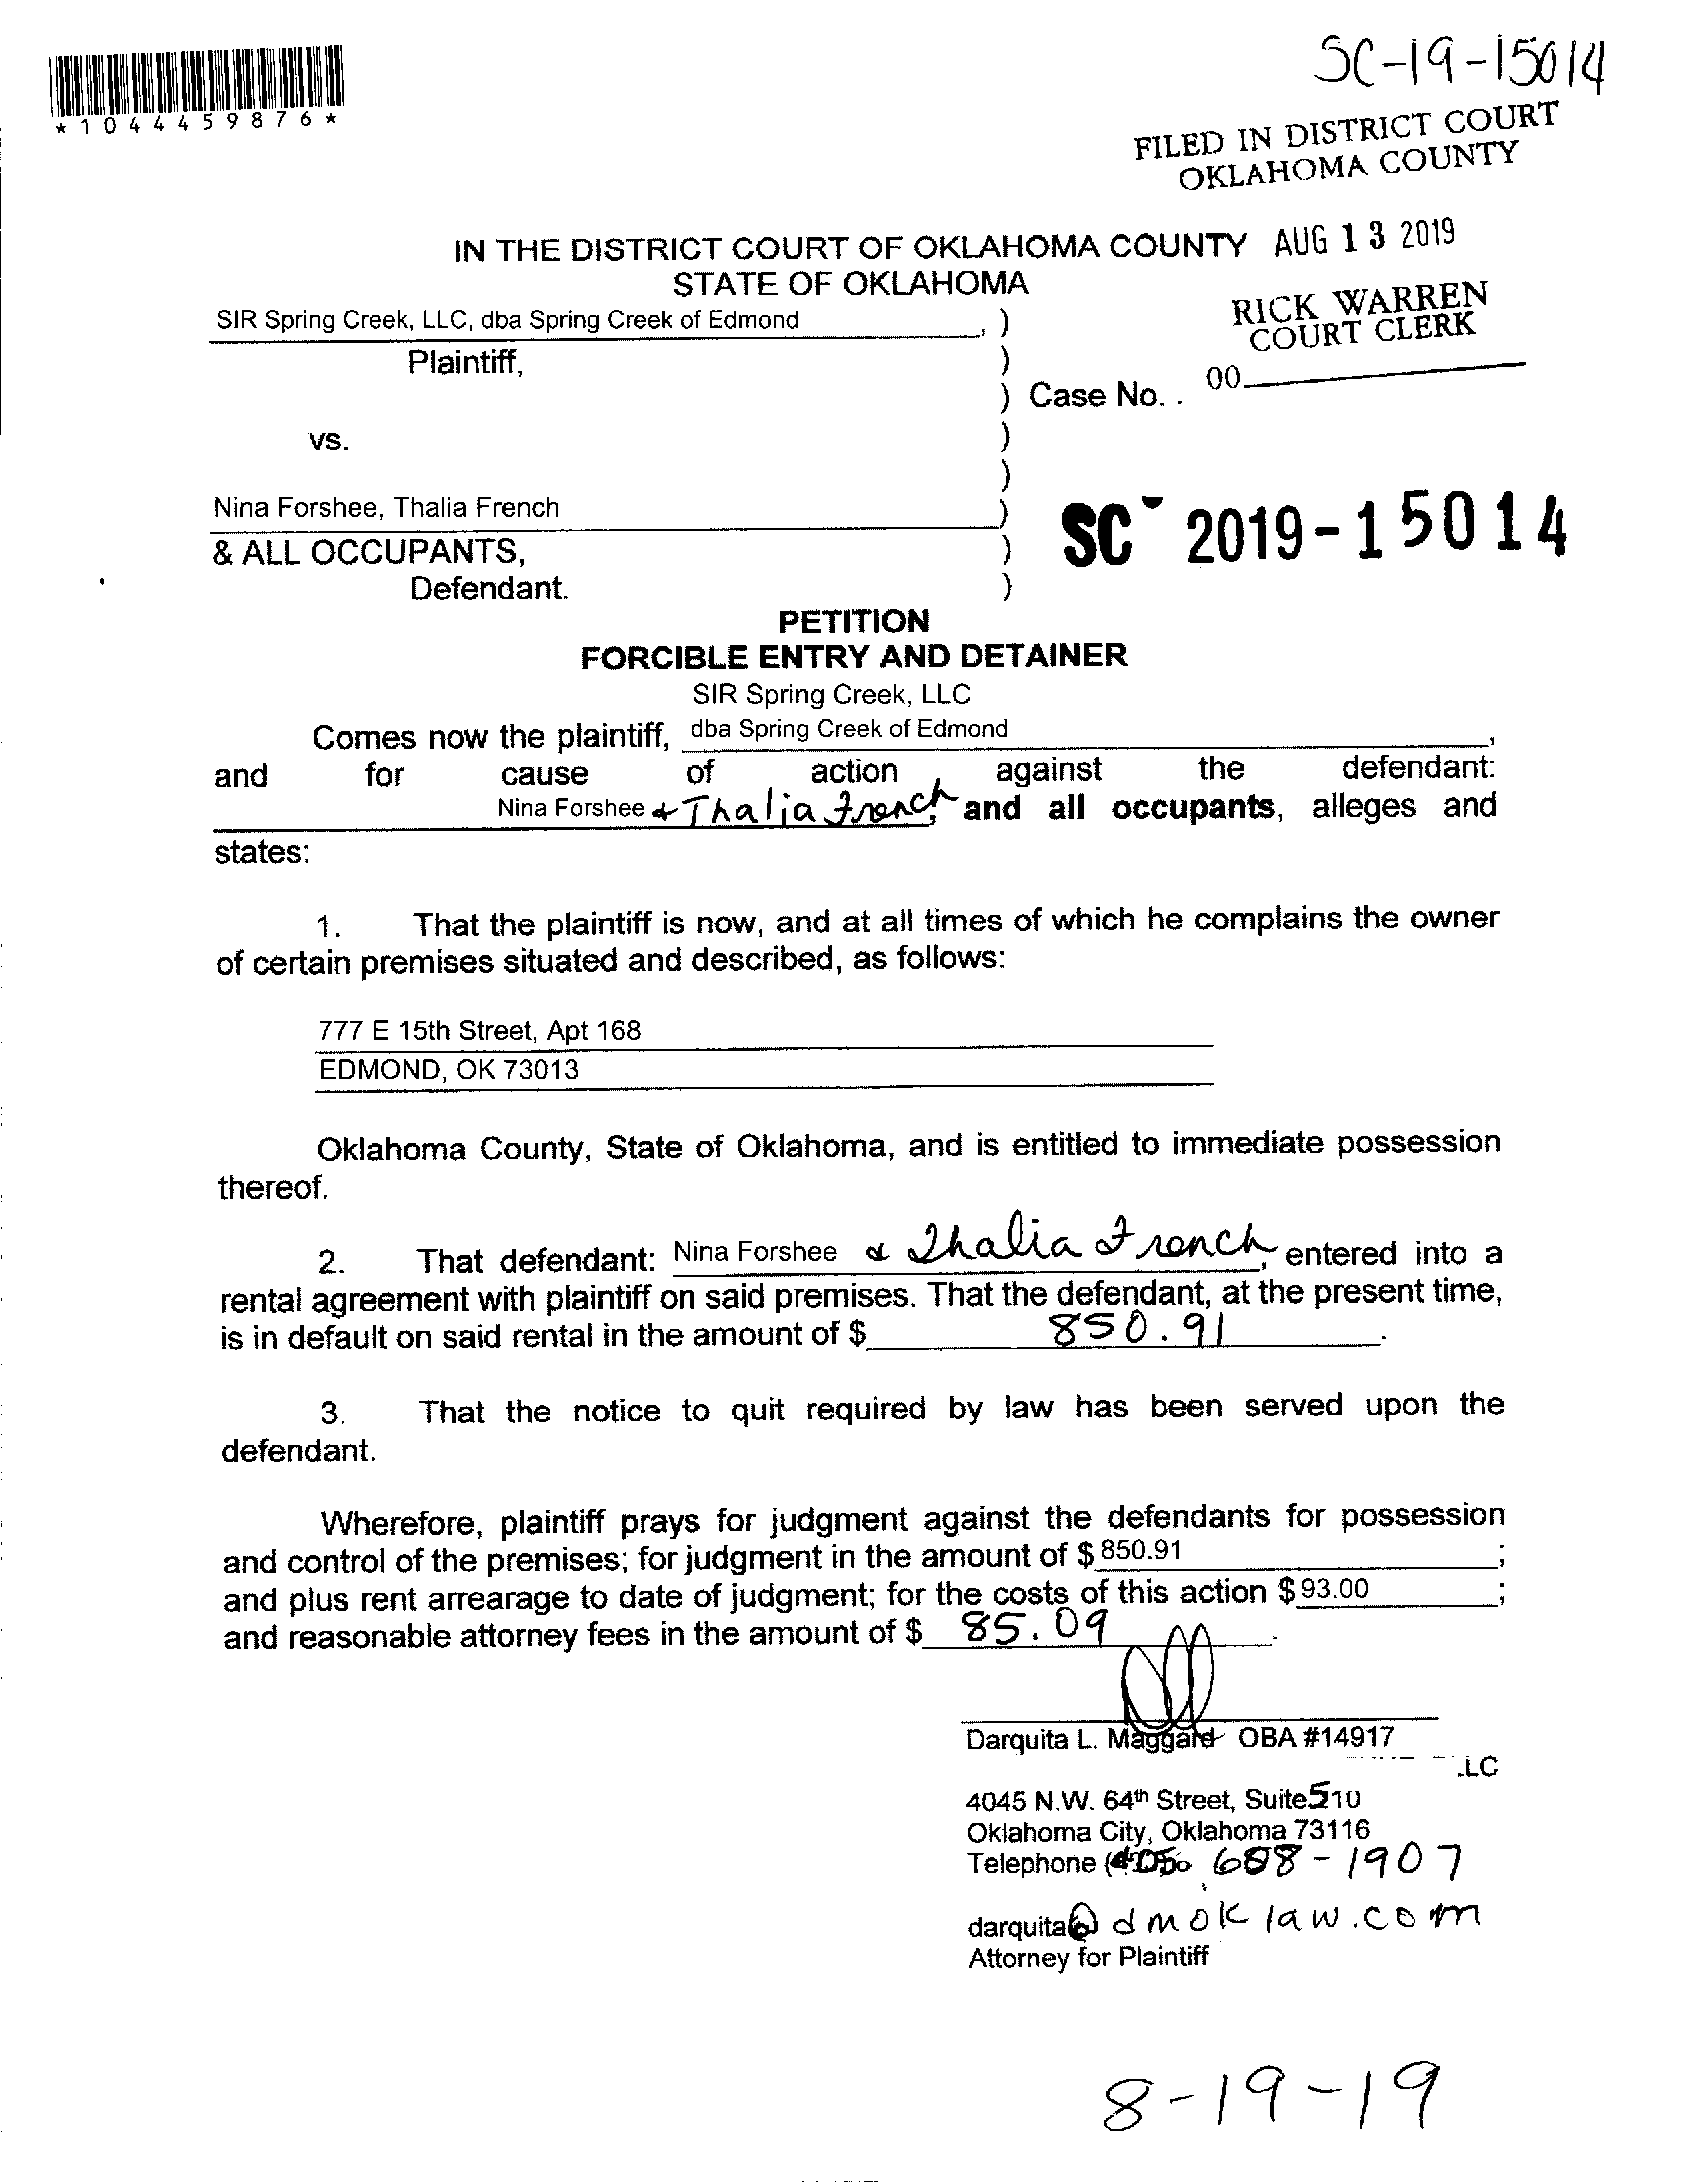 SC-19-15014
*1044459876*
FILED IN DISTRICT COURT
OKLAHOMA COUNTY
IN THE DISTRICT COURT OF OKLAHOMA COUNTY AUG 13 2019
STATE OF OKLAHOMA
RICK WARREN
COURT CLERK
SIR Spring Creek, LLC, dba Spring Creek of Edmond , )
Plaintiff, )
) Case No. . 00
vs. )
)
Nina Forshee, Thalia French )
& ALL OCCUPANTS, ) SC- 2019-15014
Defendant. )
PETITION
FORCIBLE ENTRY AND DETAINER
SIR Spring Creek, LLC
Comes now the plaintiff, dba Spring Creek of Edmond ,
and for cause of action , against the defendant:
Nina Forshee & Thalia French, and all occupants, alleges and
states:
1. That the plaintiff is now, and at all times of which he complains the owner
of certain premises situated and described, as follows:
777 E 15th Street, Apt 168
EDMOND, OK 73013
Oklahoma County, State of Oklahoma, and is entitled to immediate possession
thereof.
2. That defendant: Nina Forshee & Thalia French, entered into a
rental agreement with plaintiff on said premises. That the defendant, at the present time,
is in default on said rental in the amount of $ 850.91 .
3. That the notice to quit required by law has been served upon the
defendant.
Wherefore, plaintiff prays for judgment against the defendants for possession
and control of the premises; for judgment in the amount of $ 850.91 ;
and plus rent arrearage to date of judgment; for the costs of this action $ 93.00 ;
and reasonable attorney fees in the amount of $ 85.09 .
Darquita L. Maggard OBA #14917
LC
4045 N.W. 64th Street, Suite 510
Oklahoma City, Oklahoma 73116
Telephone (405) 608-1907
darquita@dmoklaw.com
Attorney for Plaintiff
8-19-19